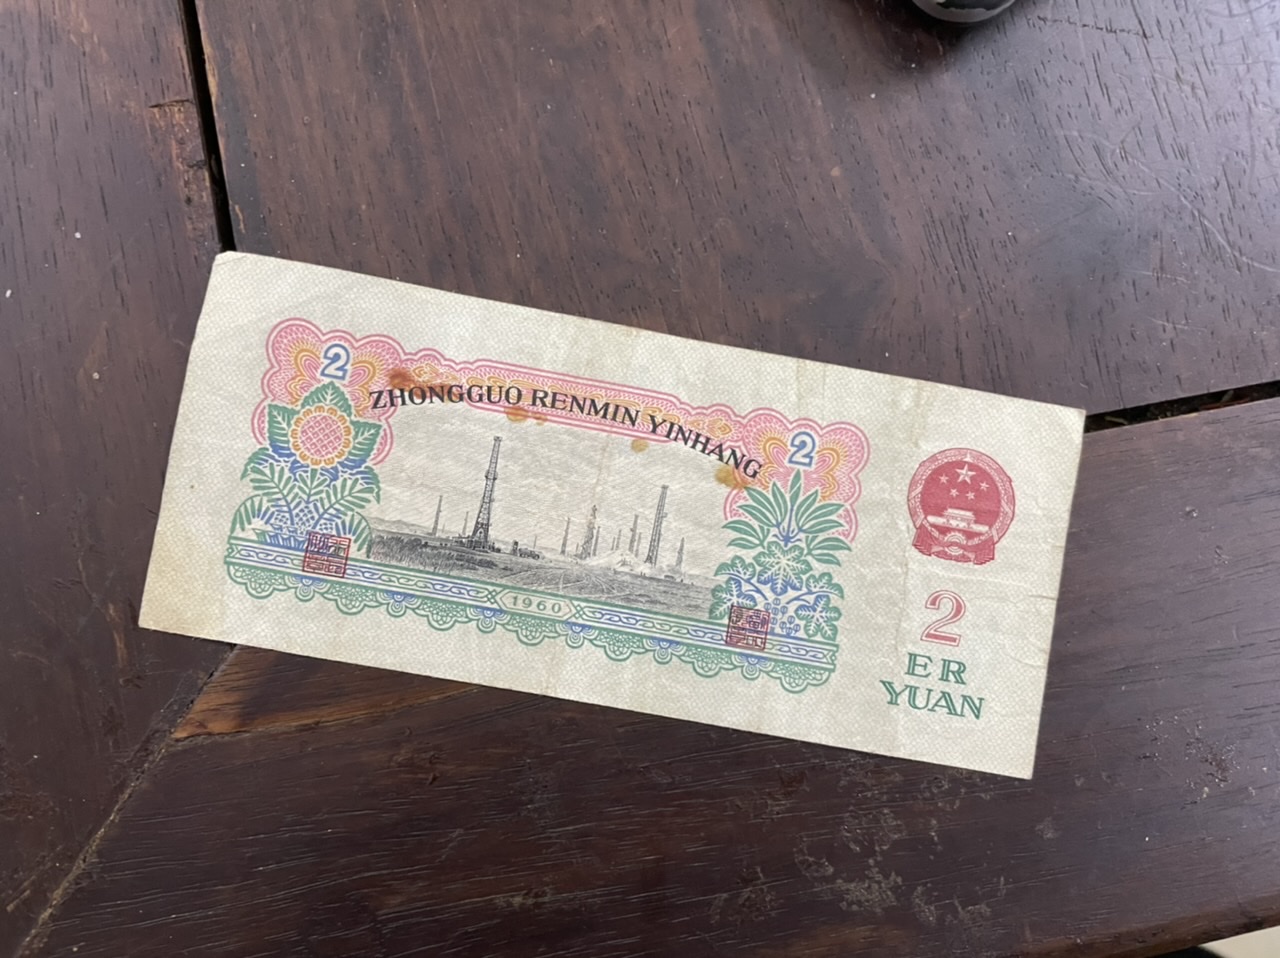 2
ZHONGGUO RENMIN YINHANG
2
1960
2
ER
YUAN